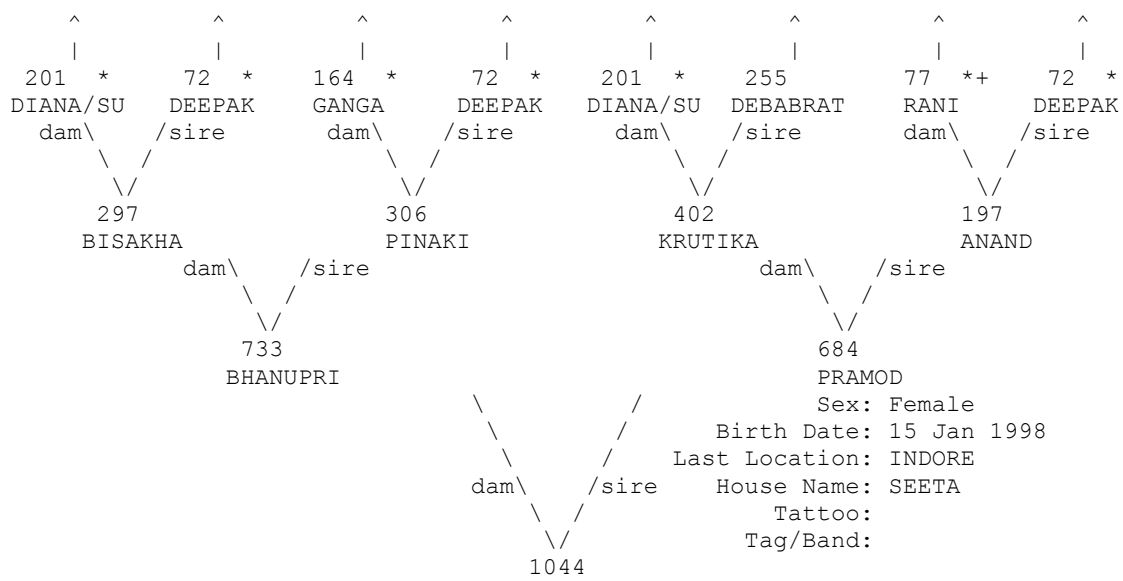 ^ ^ ^ ^ ^ ^ ^ ^
| | | | | | | |
201 * 72 * 164 * 72 * 201 * 255 77 *+ 72 *
DIANA/SU DEEPAK GANGA DEEPAK DIANA/SU DEBABRAT RANI DEEPAK
dam\ /sire dam\ /sire dam\ /sire dam\ /sire
\ / \ / \ / \ /
\/ \/ \/ \/
297 306 402 197
BISAKHA PINAKI KRUTIKA ANAND
dam\ /sire dam\ /sire
\ / \ /
\/ \/
733 684
BHANUPRI PRAMOD
\ / Sex: Female
\ / Birth Date: 15 Jan 1998
\ / Last Location: INDORE
dam\ /sire House Name: SEETA
\ / Tattoo:
\/ Tag/Band:
1044